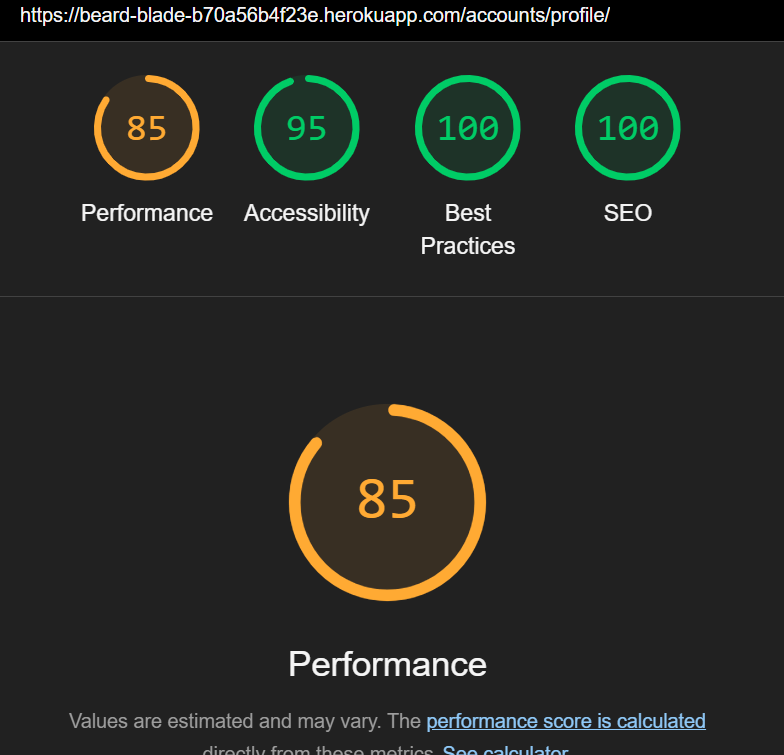 https://beard-blade-b70a56b4f23e.herokuapp.com/accounts/profile/
85 95 100 100
Performance Accessibility Best Practices SEO
85
Performance
Values are estimated and may vary. The performance score is calculated
directly from these metrics. See calculator.